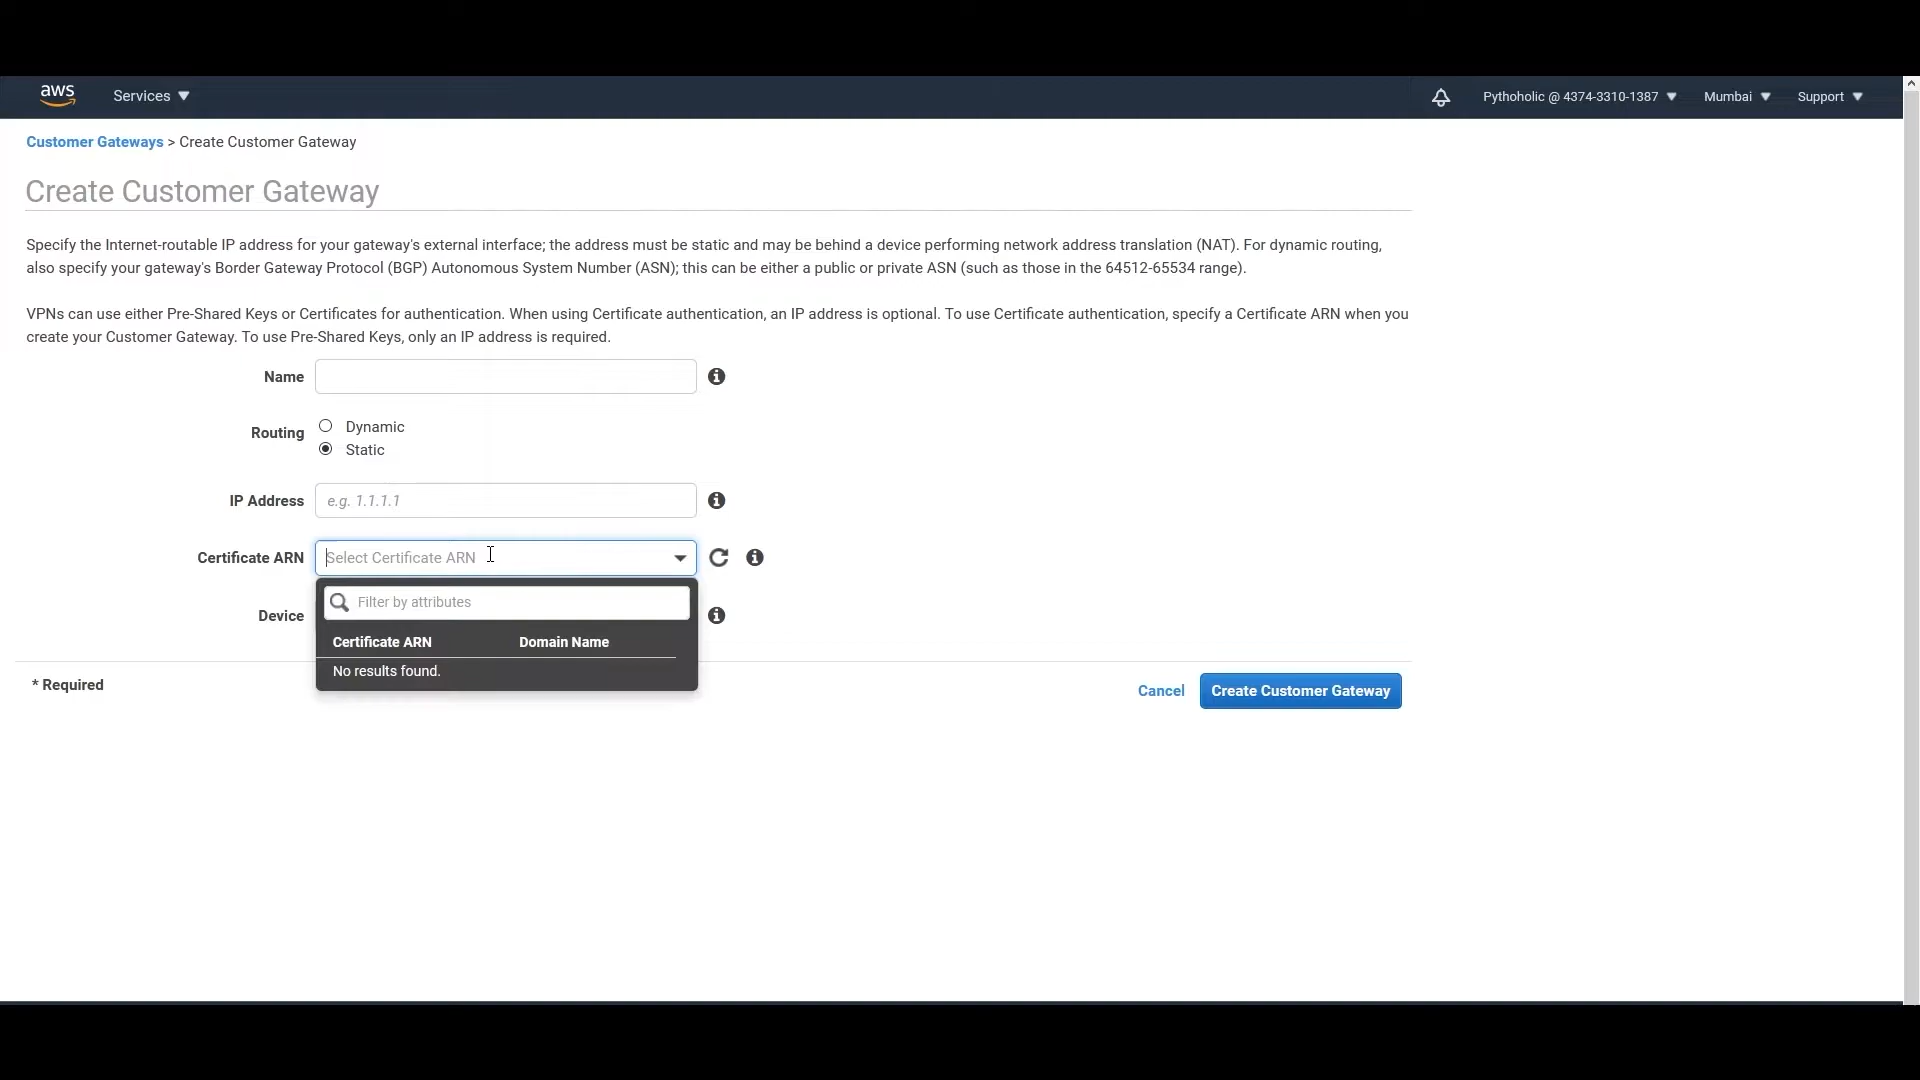 aws
Services
Pythoholic @ 4374-3310-1387
Mumbai
Support
Customer Gateways > Create Customer Gateway
Create Customer Gateway
Specify the Internet-routable IP address for your gateway's external interface; the address must be static and may be behind a device performing network address translation (NAT). For dynamic routing,
also specify your gateway's Border Gateway Protocol (BGP) Autonomous System Number (ASN); this can be either a public or private ASN (such as those in the 64512-65534 range).
VPNs can use either Pre-Shared Keys or Certificates for authentication. When using Certificate authentication, an IP address is optional. To use Certificate authentication, specify a Certificate ARN when you
create your Customer Gateway. To use Pre-Shared Keys, only an IP address is required.
Name
Routing
Dynamic
Static
IP Address
e.g. 1.1.1.1
Certificate ARN
Select Certificate ARN
Filter by attributes
Device
Certificate ARN
Domain Name
No results found.
* Required
Cancel
Create Customer Gateway